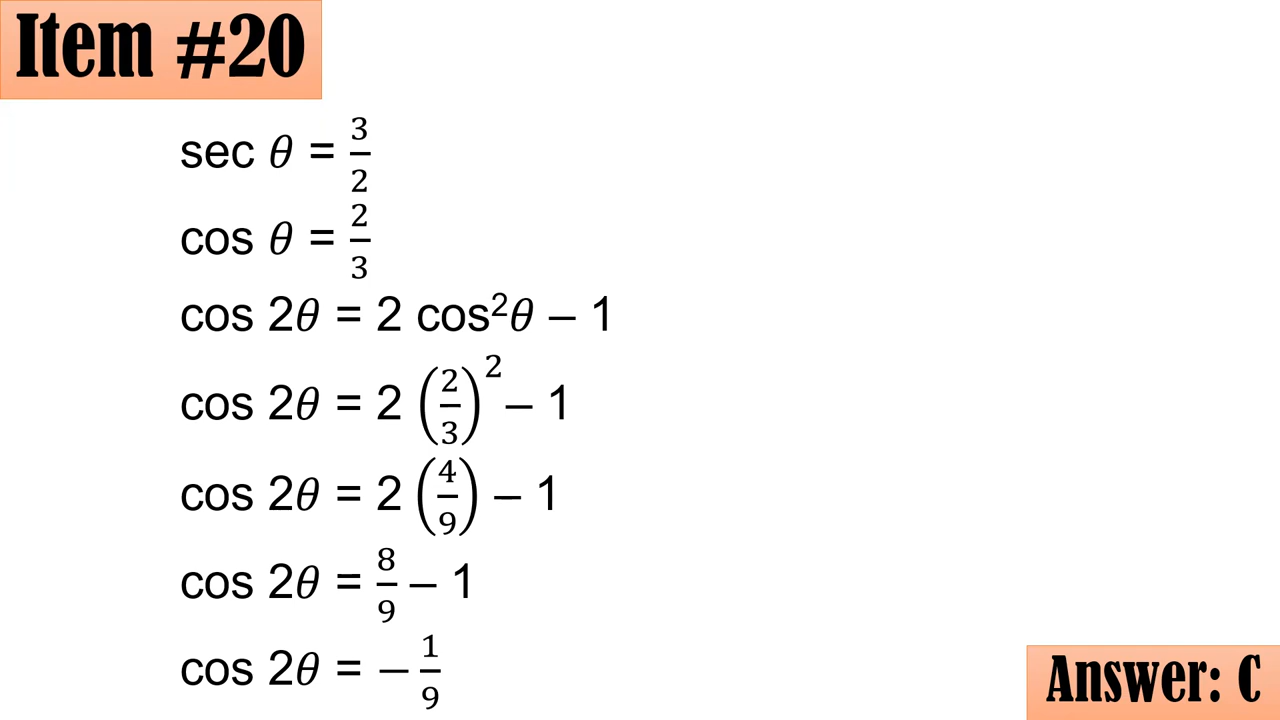 Item #20
sec θ = 3/2
cos θ = 2/3
cos 2θ = 2 cos²θ – 1
cos 2θ = 2 (2/3)² – 1
cos 2θ = 2 (4/9) – 1
cos 2θ = 8/9 – 1
cos 2θ = −1/9
Answer: C